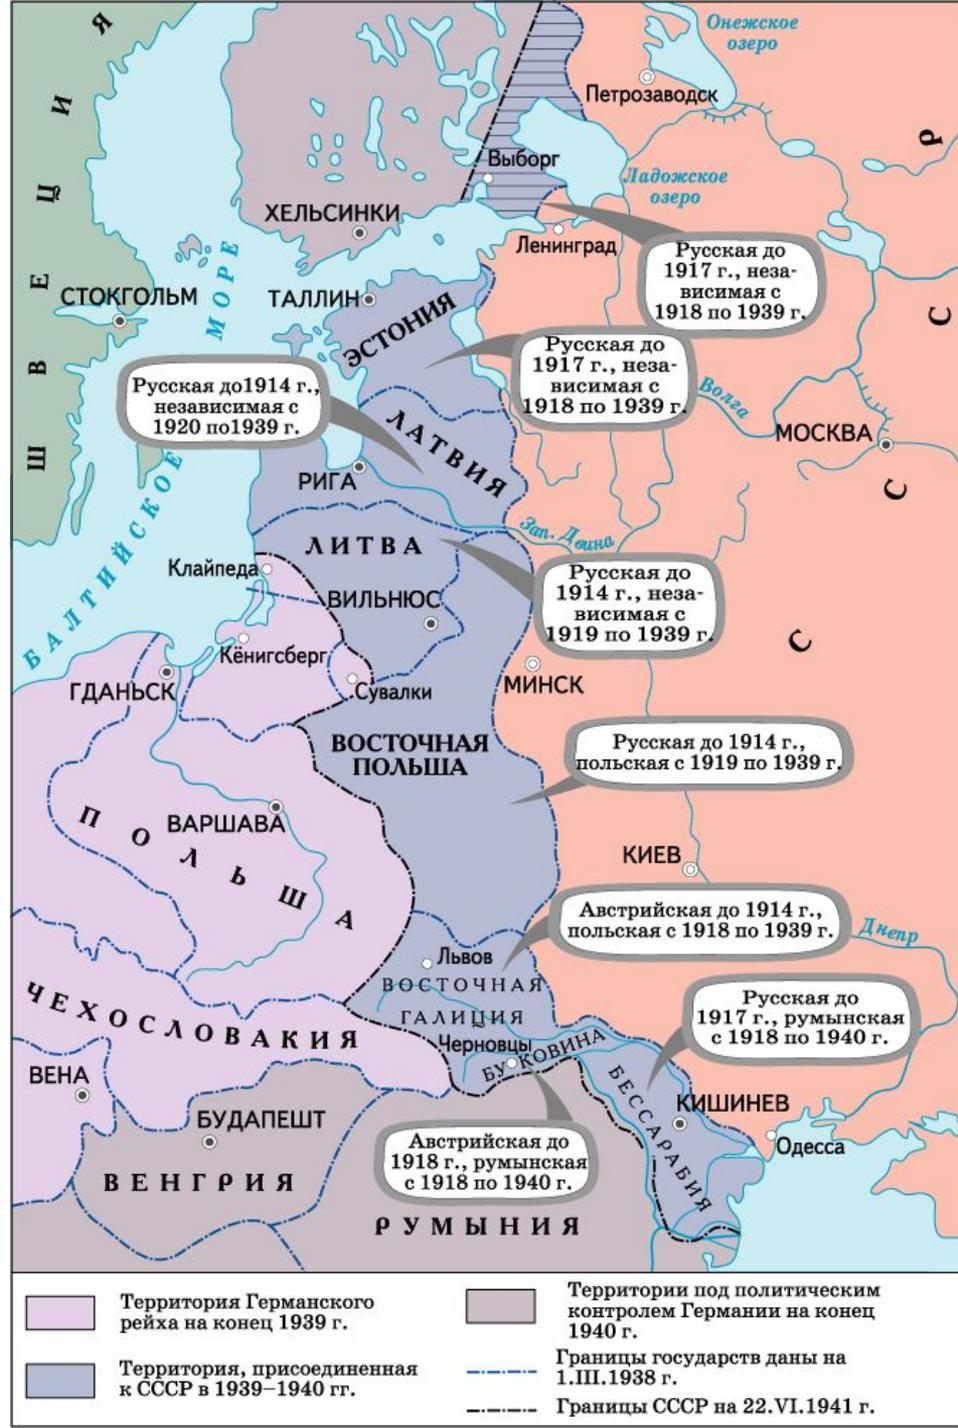 ШВЕЦИЯ
Онежское
озеро
Петрозаводск
Выборг
Ладожское
озеро
ХЕЛЬСИНКИ
Ленинград
Русская до
1917 г., неза-
висимая с
1918 по 1939 г.
СТОКГОЛЬМ
БАЛТИЙСКОЕ МОРЕ
ТАЛЛИН
ЭСТОНИЯ
Русская до
1917 г., неза-
висимая с
1918 по 1939 г.
Русская до1914 г.,
независимая с
1920 по1939 г.
ЛАТВИЯ
Волга
МОСКВА
СССР
РИГА
Зап. Двина
ЛИТВА
Клайпеда
ВИЛЬНЮС
Русская до
1914 г., неза-
висимая с
1919 по 1939 г.
Кёнигсберг
ГДАНЬСК
Сувалки
МИНСК
ВОСТОЧНАЯ
ПОЛЬША
Русская до 1914 г.,
польская с 1919 по 1939 г.
ПОЛЬША
ВАРШАВА
КИЕВ
Австрийская до 1914 г.,
польская с 1918 по 1939 г.
Днепр
Львов
ВОСТОЧНАЯ
ГАЛИЦИЯ
ЧЕХОСЛОВАКИЯ
Черновцы
БУКОВИНА
Русская до
1917 г., румынская
с 1918 по 1940 г.
ВЕНА
БЕССАРАБИЯ
БУДАПЕШТ
КИШИНЕВ
Одесса
Австрийская до
1918 г., румынская
с 1918 по 1940 г.
ВЕНГРИЯ
РУМЫНИЯ
Территория Германского
рейха на конец 1939 г.
Территория, присоединенная
к СССР в 1939–1940 гг.
Территории под политическим
контролем Германии на конец
1940 г.
Границы государств даны на
1.III.1938 г.
Границы СССР на 22.VI.1941 г.